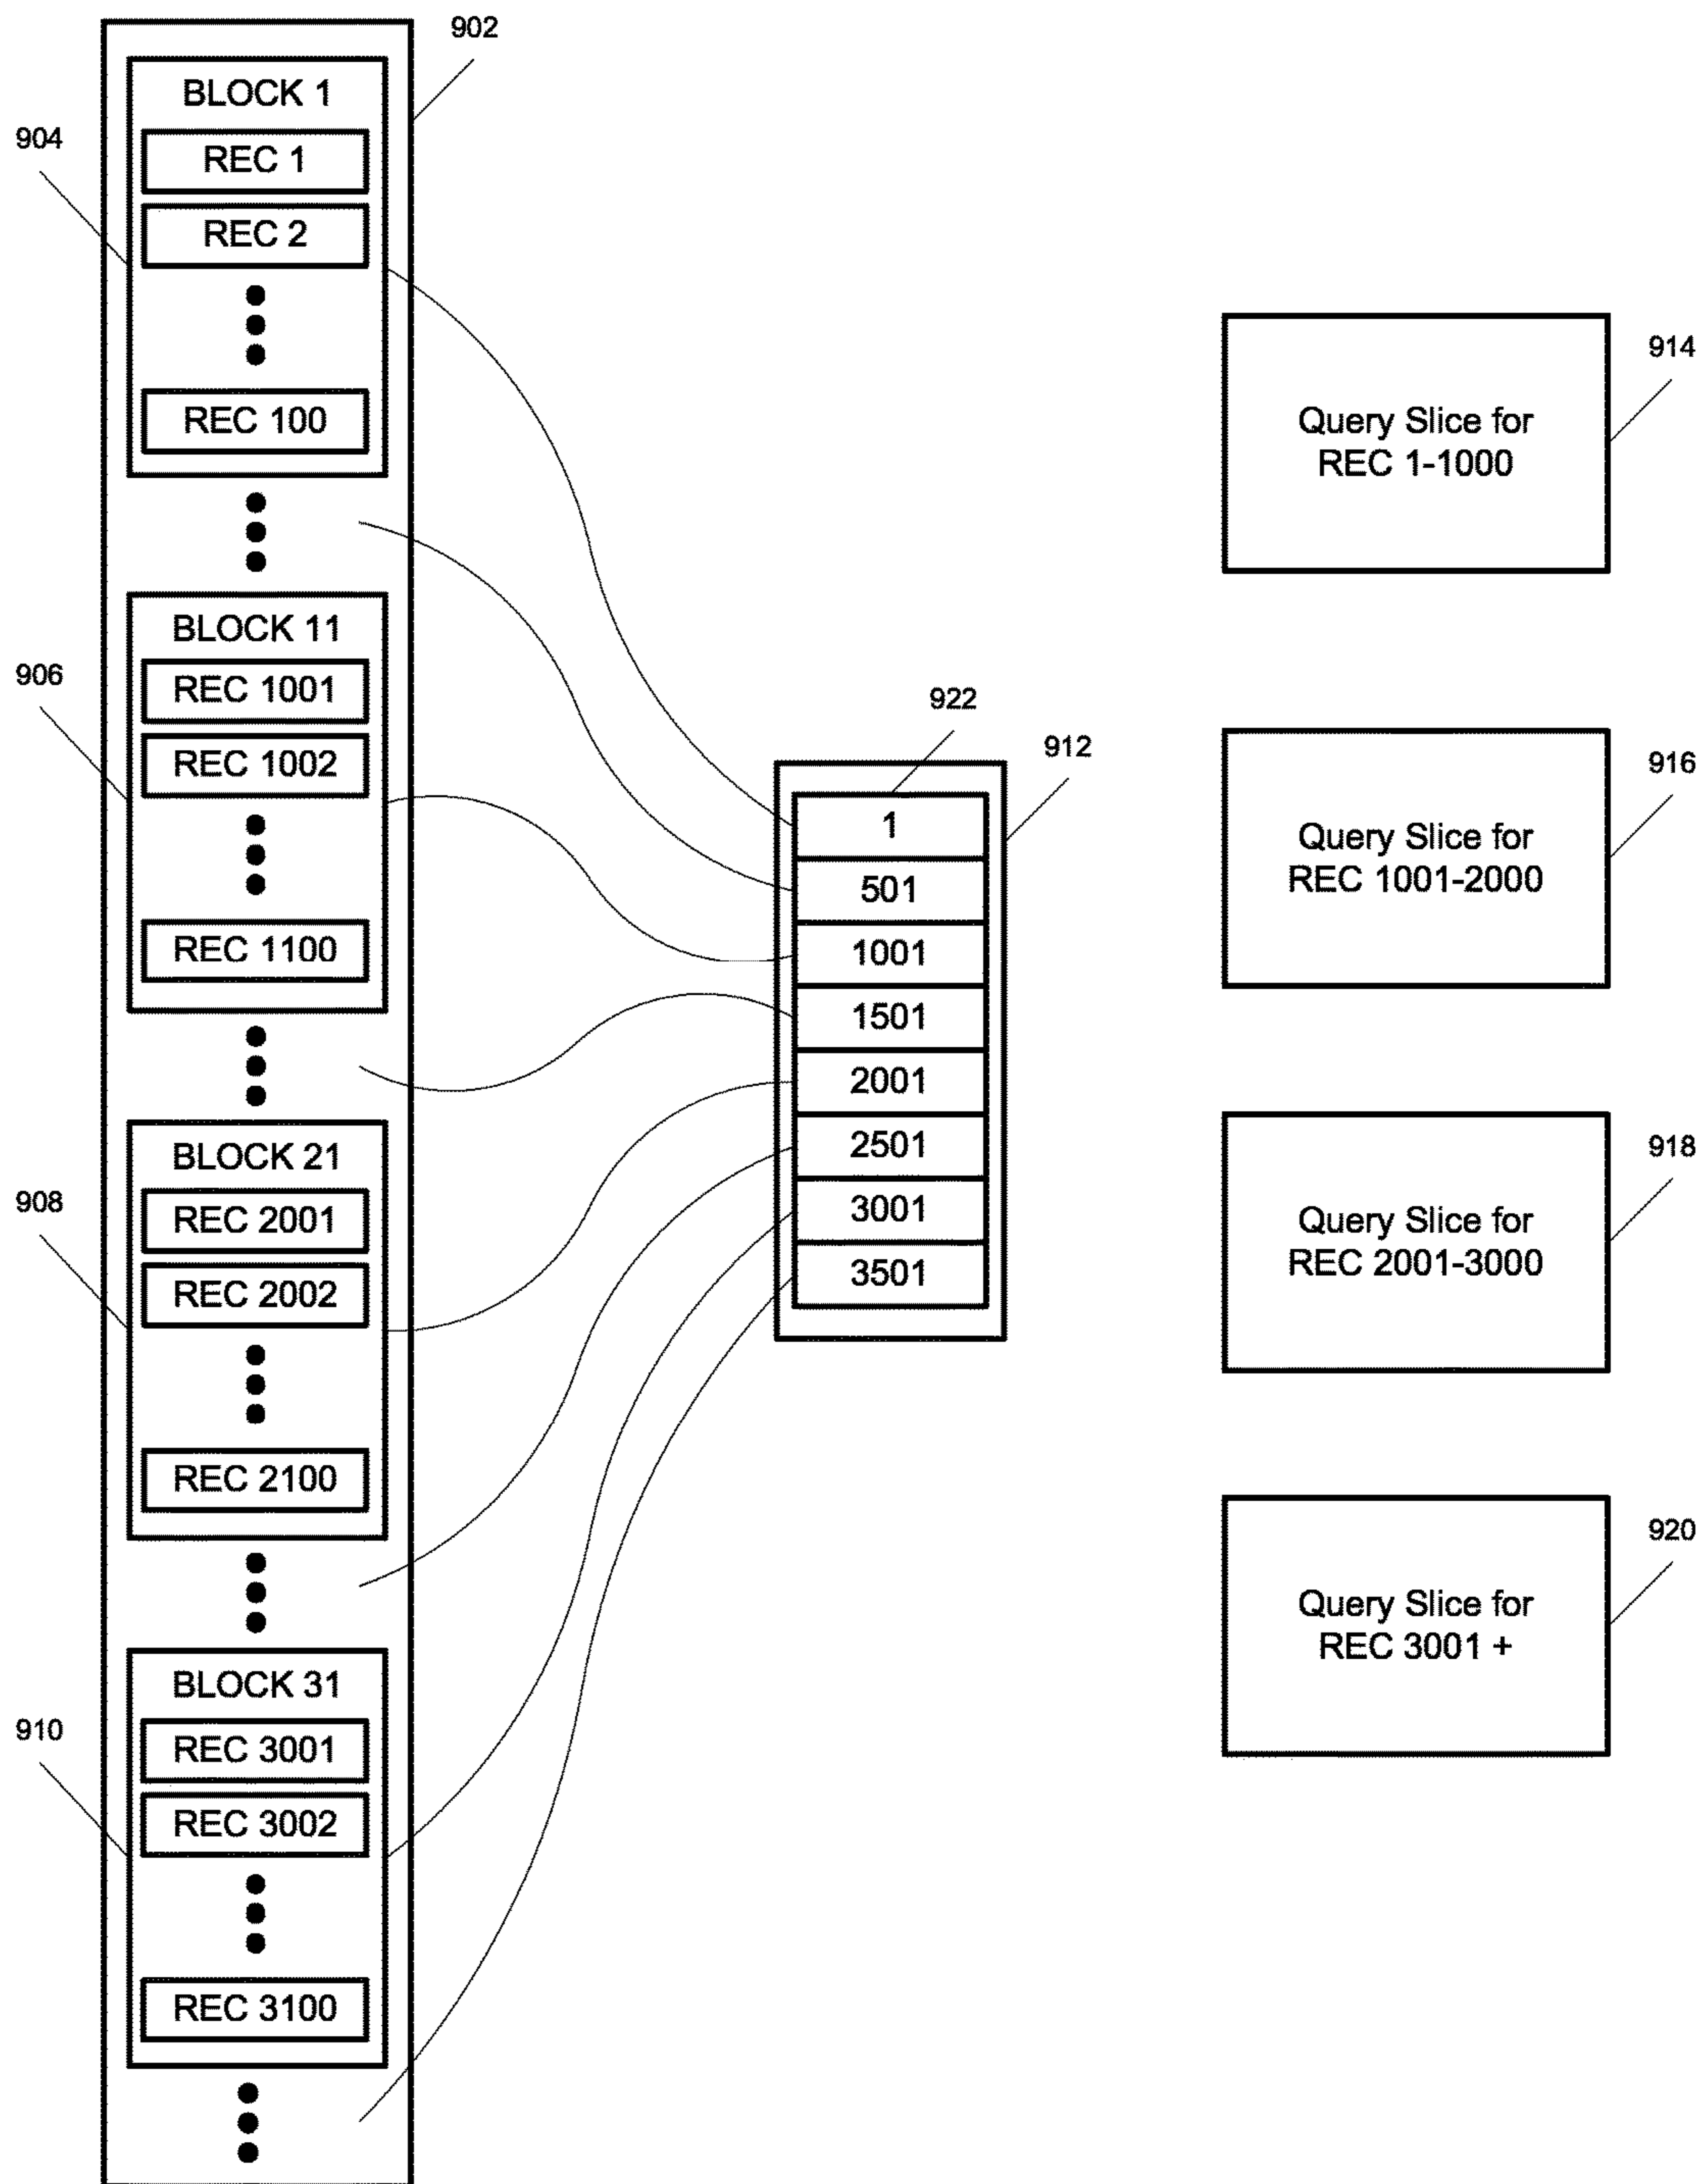 902
BLOCK 1
904
REC 1
REC 2
REC 100
BLOCK 11
906
REC 1001
REC 1002
REC 1100
BLOCK 21
908
REC 2001
REC 2002
REC 2100
BLOCK 31
910
REC 3001
REC 3002
REC 3100
922
912
1
501
1001
1501
2001
2501
3001
3501
914
Query Slice for
REC 1-1000
916
Query Slice for
REC 1001-2000
918
Query Slice for
REC 2001-3000
920
Query Slice for
REC 3001 +